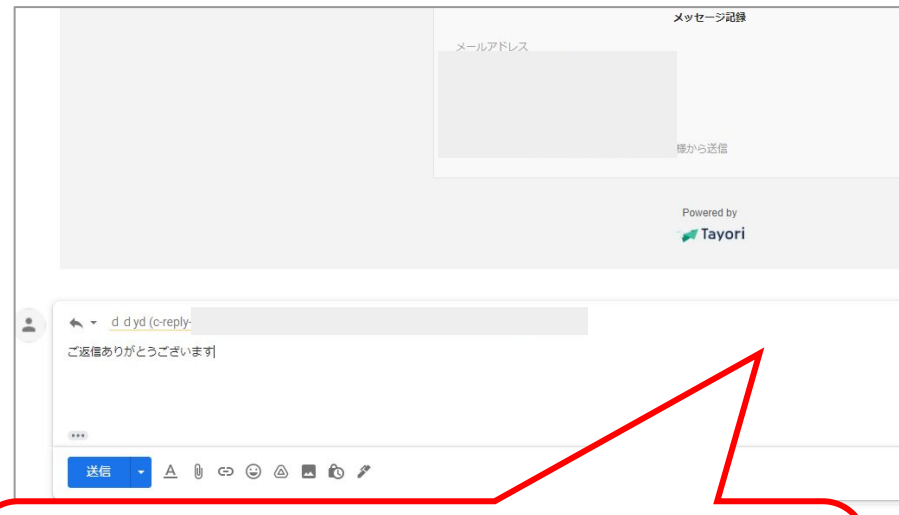 メッセージ記録
メールアドレス
様から送信
Powered by
Tayori
d d yd (c-reply-
ご返信ありがとうございます
送信